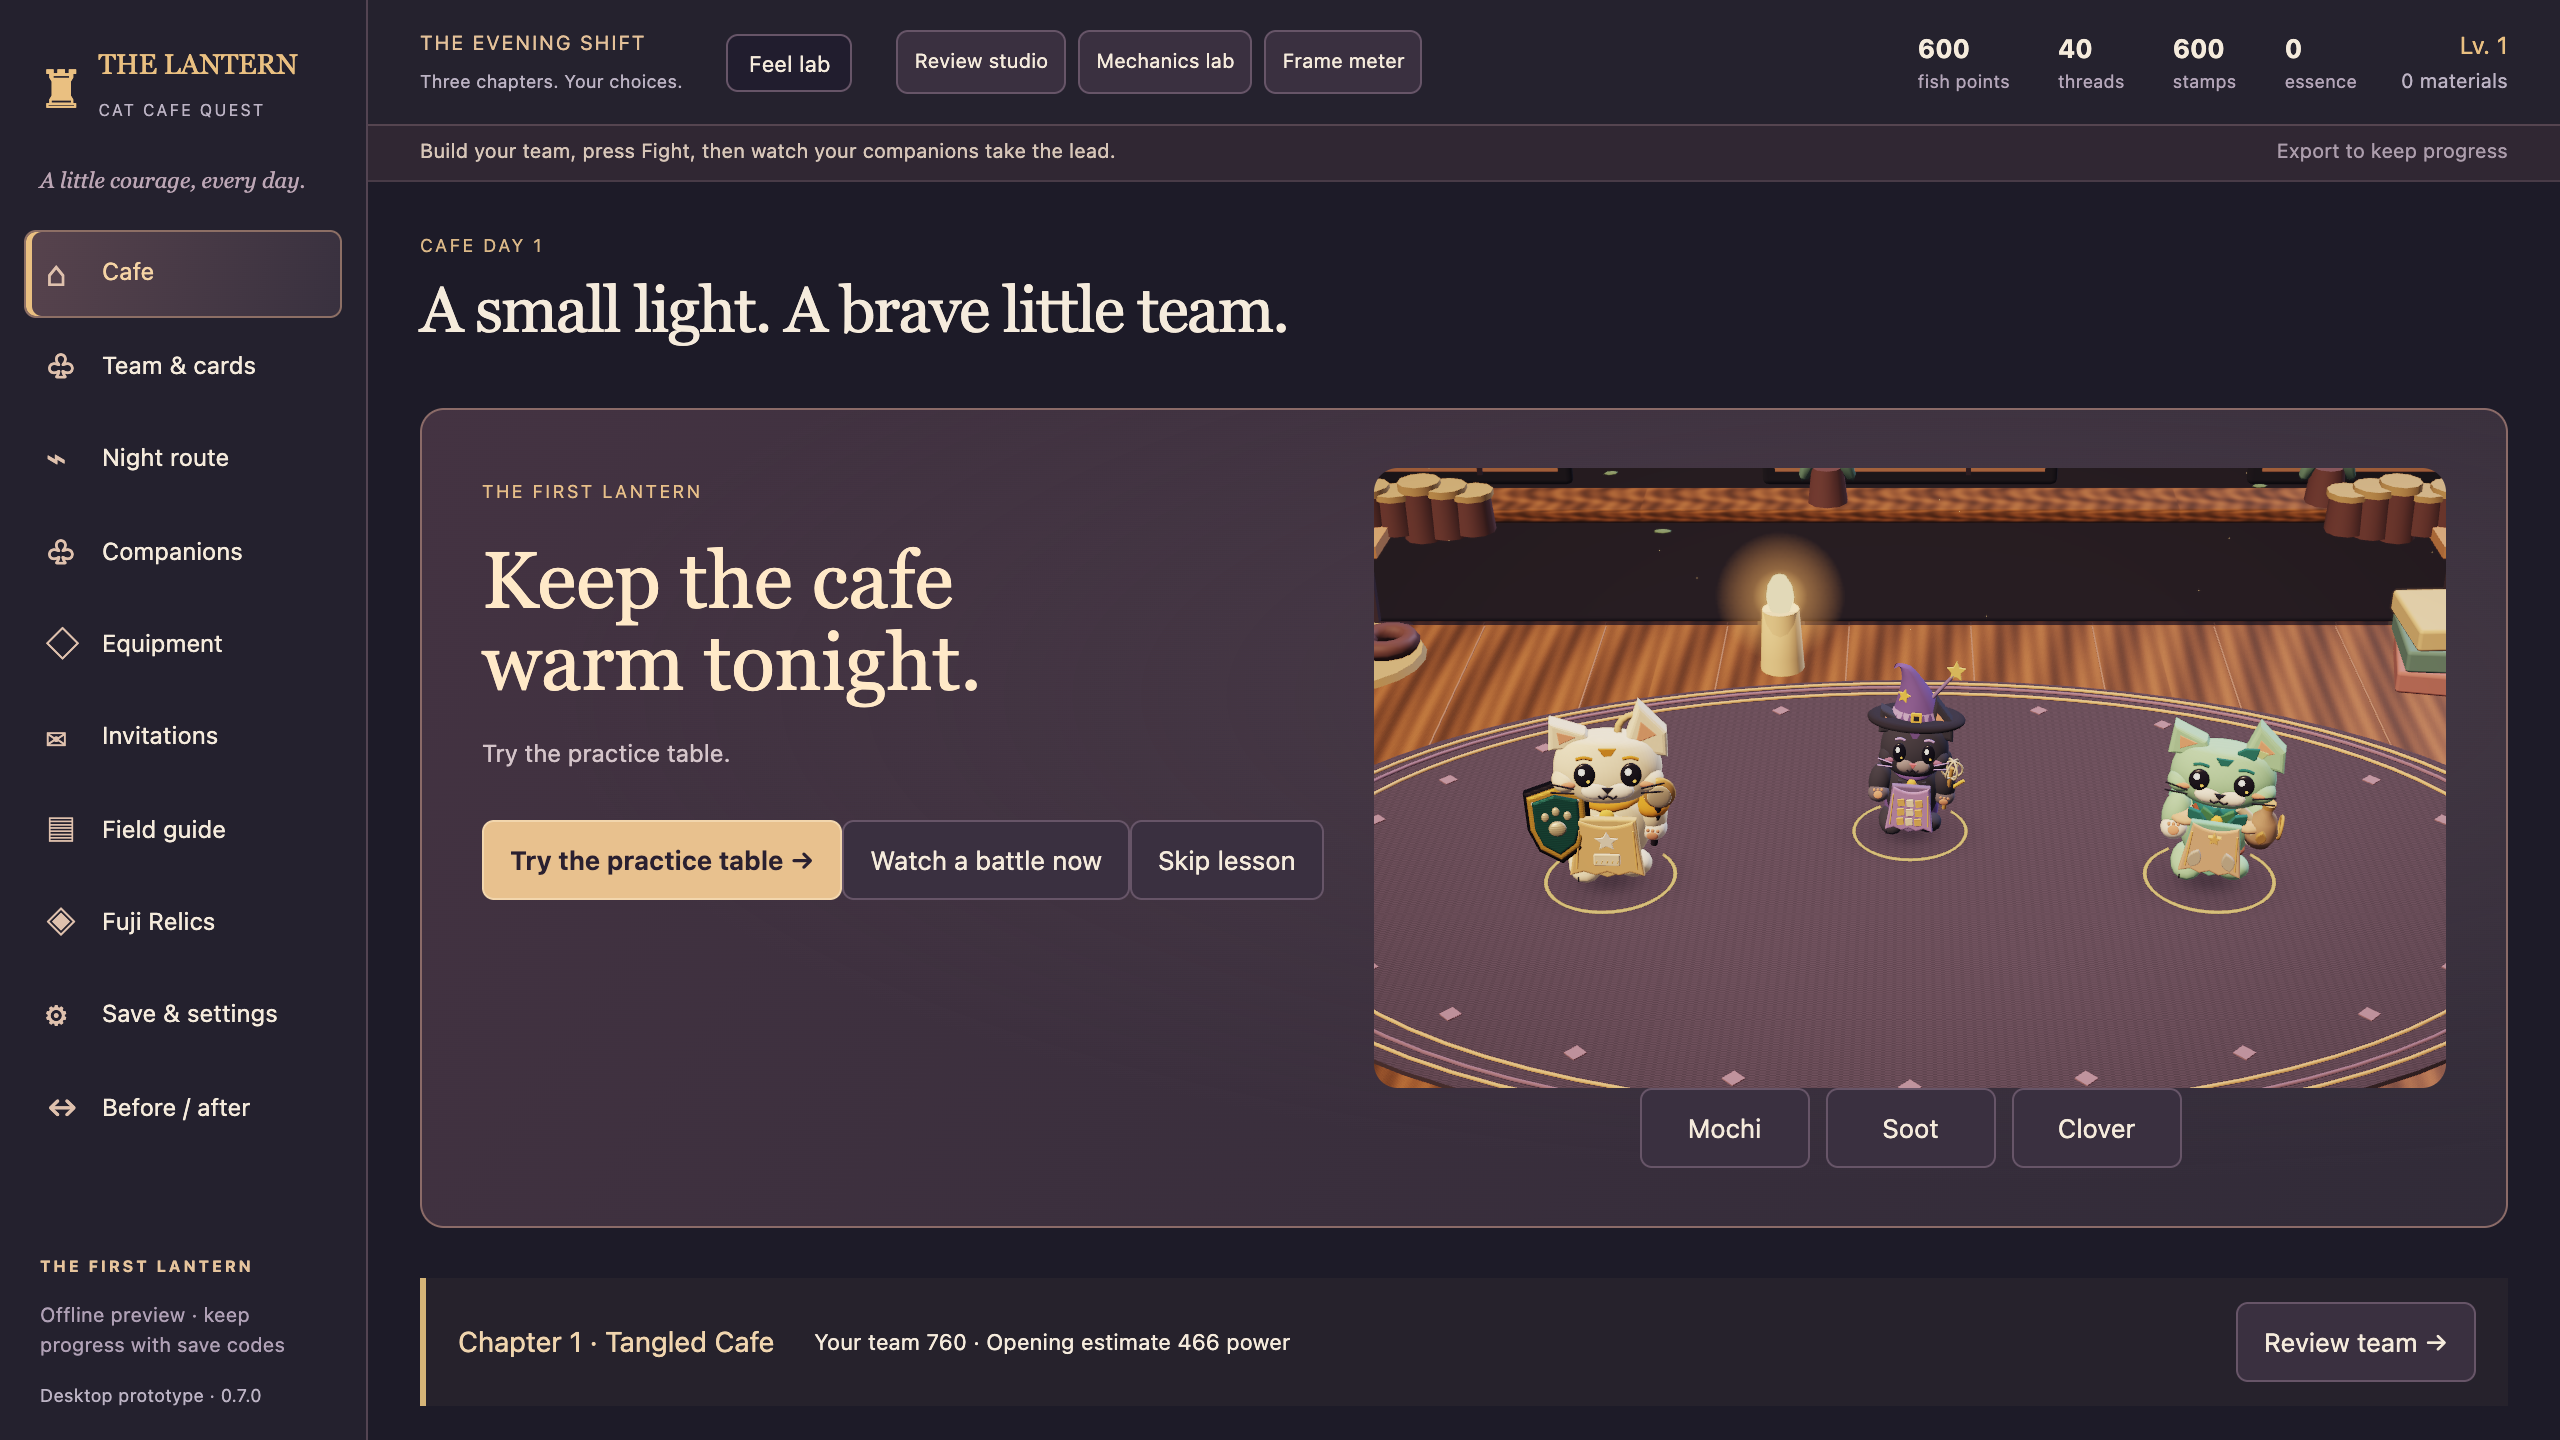 THE LANTERN
CAT CAFE QUEST
A little courage, every day.
Cafe
Team & cards
Night route
Companions
Equipment
Invitations
Field guide
Fuji Relics
Save & settings
Before / after
THE FIRST LANTERN
Offline preview · keep
progress with save codes
Desktop prototype · 0.7.0
THE EVENING SHIFT
Three chapters. Your choices.
Feel lab
Review studio
Mechanics lab
Frame meter
600
fish points
40
threads
600
stamps
0
essence
Lv. 1
0 materials
Build your team, press Fight, then watch your companions take the lead.
Export to keep progress
CAFE DAY 1
A small light. A brave little team.
THE FIRST LANTERN
Keep the cafe
warm tonight.
Try the practice table.
Try the practice table →
Watch a battle now
Skip lesson
Mochi
Soot
Clover
Chapter 1 · Tangled Cafe
Your team 760 · Opening estimate 466 power
Review team →